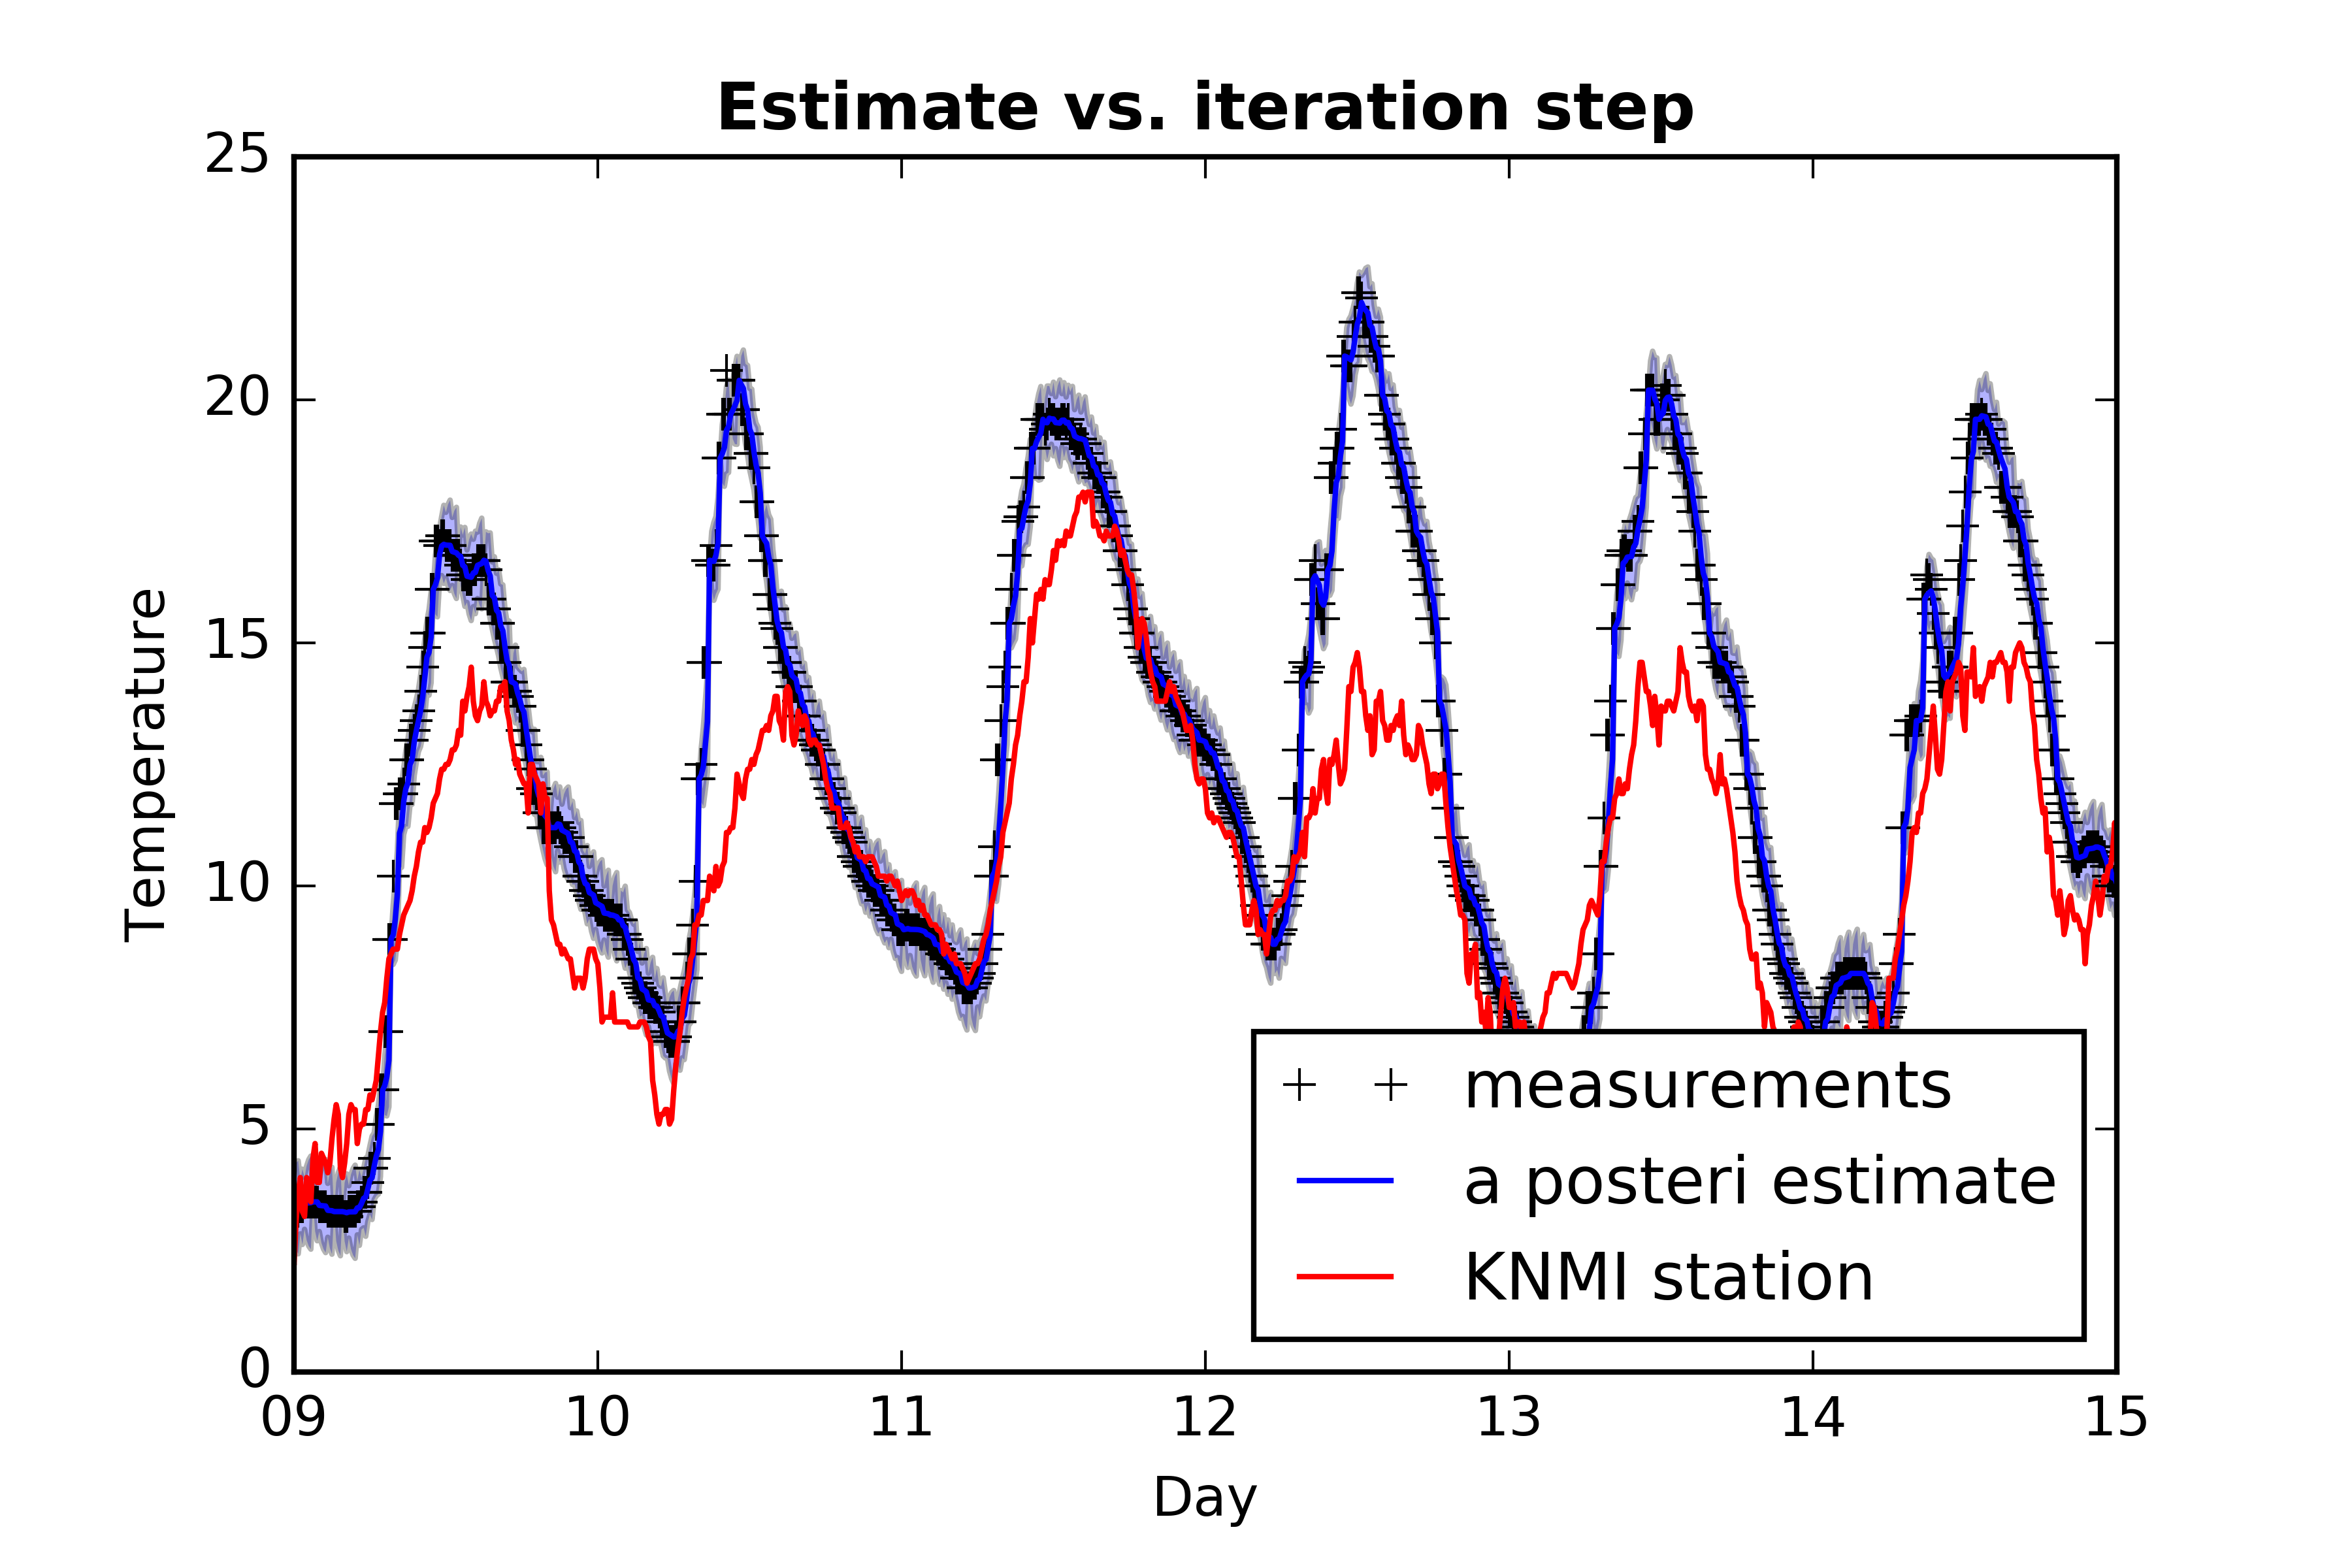 Estimate vs. iteration step
25
20
15
10
5
0
Temperature
09 10 11 12 13 14 15
Day
measurements
a posteri estimate
KNMI station